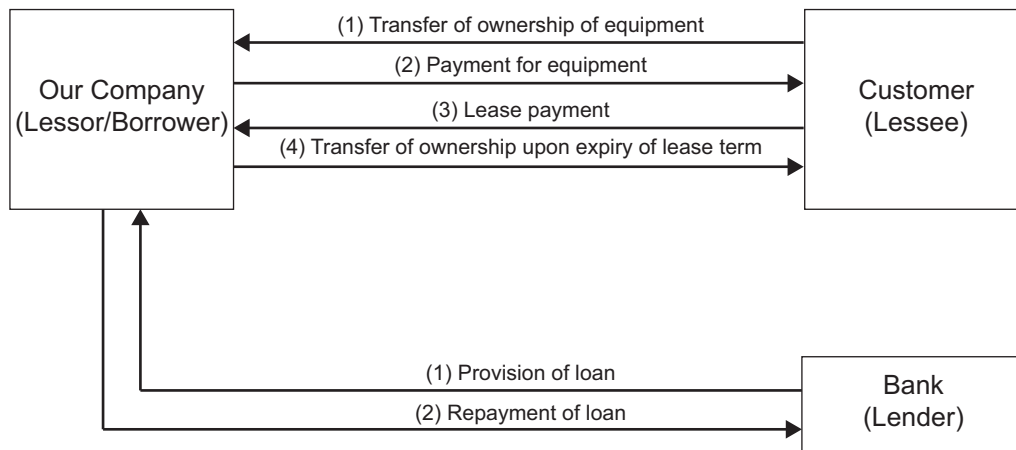 (1) Transfer of ownership of equipment
Our Company
(Lessor/Borrower)
(2) Payment for equipment
(3) Lease payment
(4) Transfer of ownership upon expiry of lease term
Customer
(Lessee)
(1) Provision of loan
(2) Repayment of loan
Bank
(Lender)